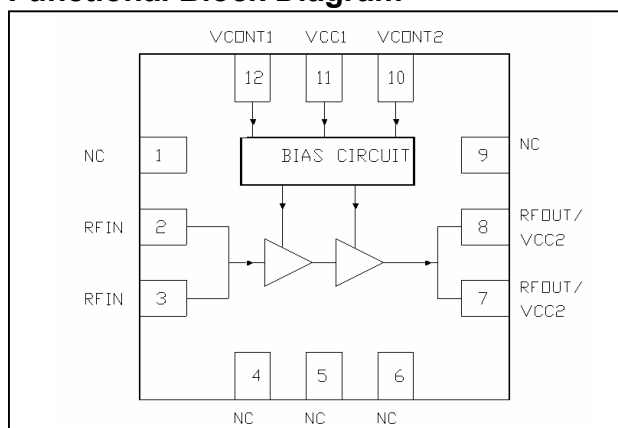 Functional Block Diagram
VCONT1 VCC1 VCONT2
12 11 10
NC 1 BIAS CIRCUIT 9 NC
RFIN 2 8 RFOUT/
VCC2
RFIN 3 7 RFOUT/
VCC2
4 5 6
NC NC NC